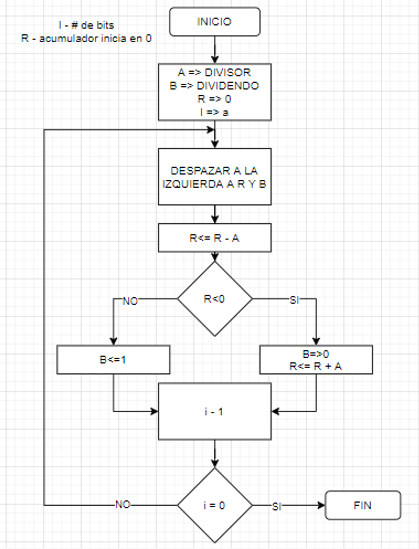 I - # de bits
R - acumulador inicia en 0
INICIO
A => DIVISOR
B => DIVIDENDO
R => 0
I => a
DESPAZAR A LA
IZQUIERDA A R Y B
R<= R - A
R<0
NO
SI
B<=1
B=>0
R<= R + A
i - 1
i = 0
NO
SI
FIN